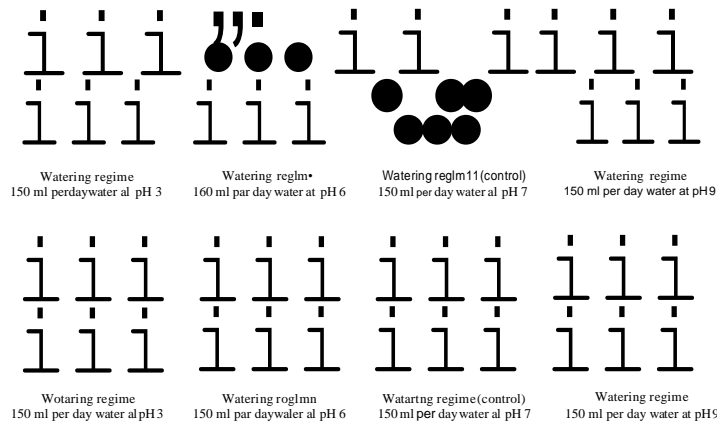 Watering regime
150 ml perdaywater al pH 3
Watering reglm•
160 ml par day water at pH 6
Watering reglm11(control)
150 ml per day water al pH 7
Watering regime
150 ml per day water at pH9
Wotaring regime
150 ml per day water alpH3
Watering roglmn
150 ml par daywaler al pH 6
Watartng regime(control)
150 ml per day water al pH 7
Watering regime
150 ml per day water at pH9